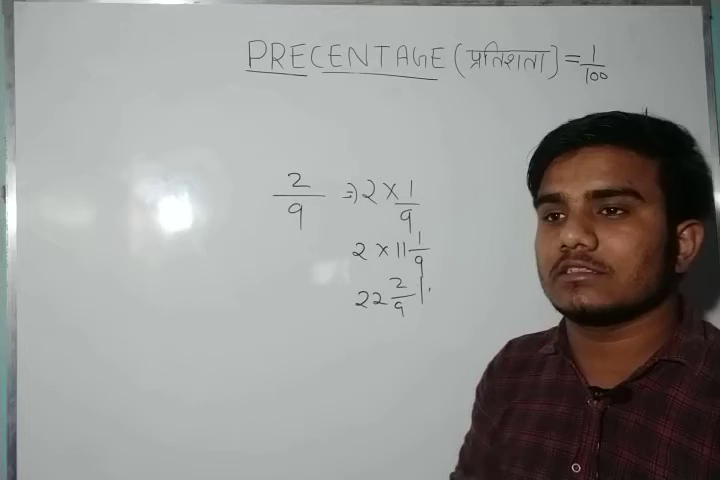 PRECENTAGE (प्रतिशता) = 1/100
2/9 ⇒ 2 × 1/9
2 × 11 1/9
22 2/9 %